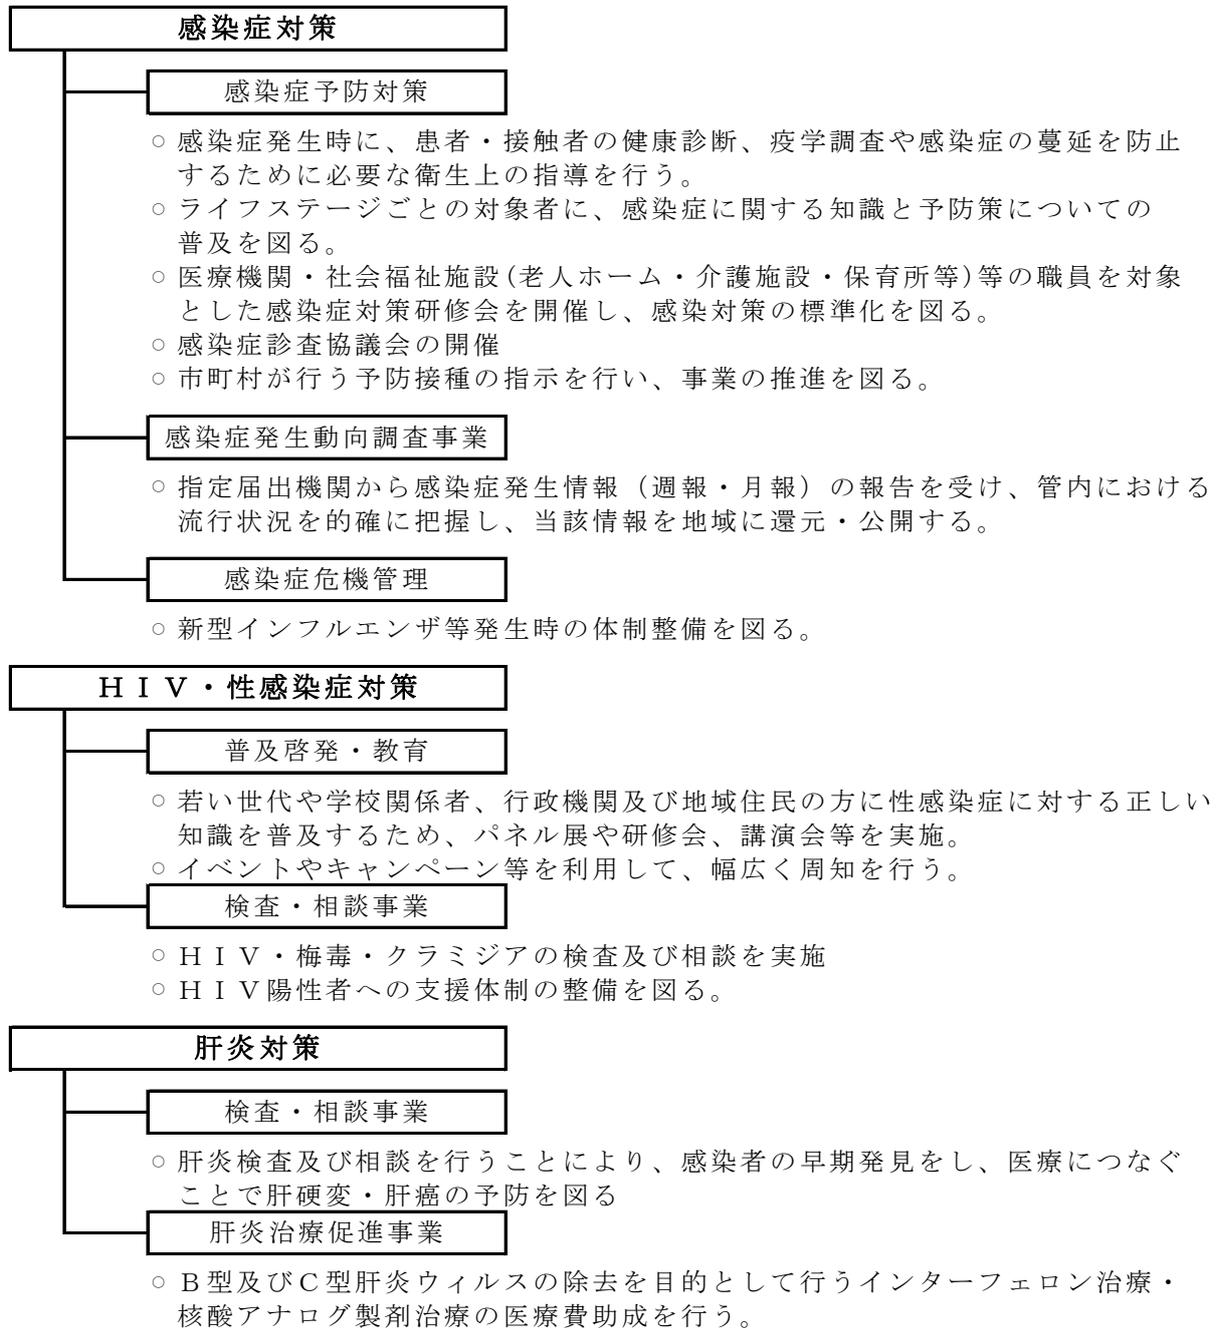 感染症対策
感染症予防対策
○感染症発生時に、患者・接触者の健康診断、疫学調査や感染症の蔓延を防止
するために必要な衛生上の指導を行う。
○ライフステージごとの対象者に、感染症に関する知識と予防策についての
普及を図る。
○医療機関・社会福祉施設(老人ホーム・介護施設・保育所等)等の職員を対象
とした感染症対策研修会を開催し、感染対策の標準化を図る。
○感染症診査協議会の開催
○市町村が行う予防接種の指示を行い、事業の推進を図る。
感染症発生動向調査事業
○指定届出機関から感染症発生情報（週報・月報）の報告を受け、管内における
流行状況を的確に把握し、当該情報を地域に還元・公開する。
感染症危機管理
○新型インフルエンザ等発生時の体制整備を図る。
ＨＩＶ・性感染症対策
普及啓発・教育
○若い世代や学校関係者、行政機関及び地域住民の方に性感染症に対する正しい
知識を普及するため、パネル展や研修会、講演会等を実施。
○イベントやキャンペーン等を利用して、幅広く周知を行う。
検査・相談事業
○ＨＩＶ・梅毒・クラミジアの検査及び相談を実施
○ＨＩＶ陽性者への支援体制の整備を図る。
肝炎対策
検査・相談事業
○肝炎検査及び相談を行うことにより、感染者の早期発見をし、医療につなぐ
ことで肝硬変・肝癌の予防を図る
肝炎治療促進事業
○Ｂ型及びＣ型肝炎ウィルスの除去を目的として行うインターフェロン治療・
核酸アナログ製剤治療の医療費助成を行う。